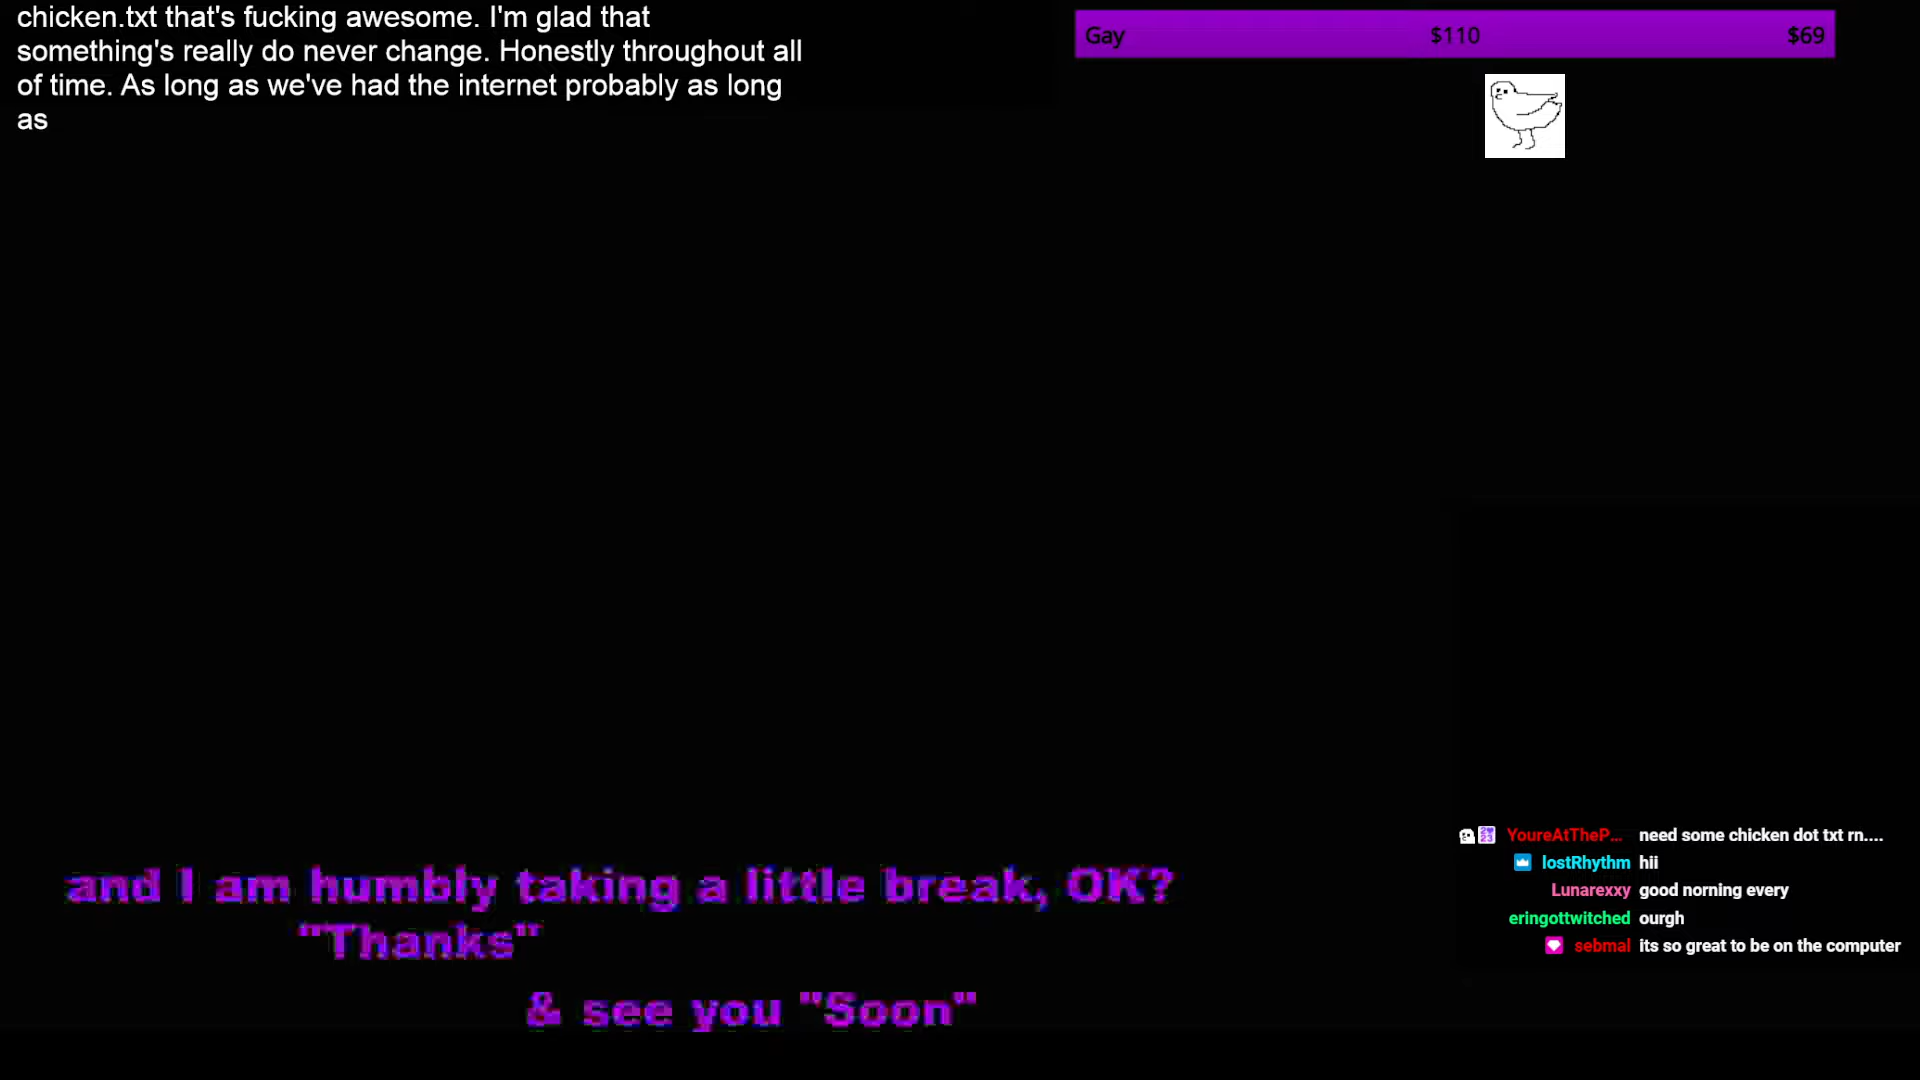 chicken.txt that's fucking awesome. I'm glad that
something's really do never change. Honestly throughout all
of time. As long as we've had the internet probably as long
as
Gay $110 $69
YoureAtTheP... need some chicken dot txt rn....
lostRhythm hii
Lunarexxy good norning every
eringottwitched ourgh
sebmal its so great to be on the computer
and I am humbly taking a little break, OK?
"Thanks"
& see you "Soon"